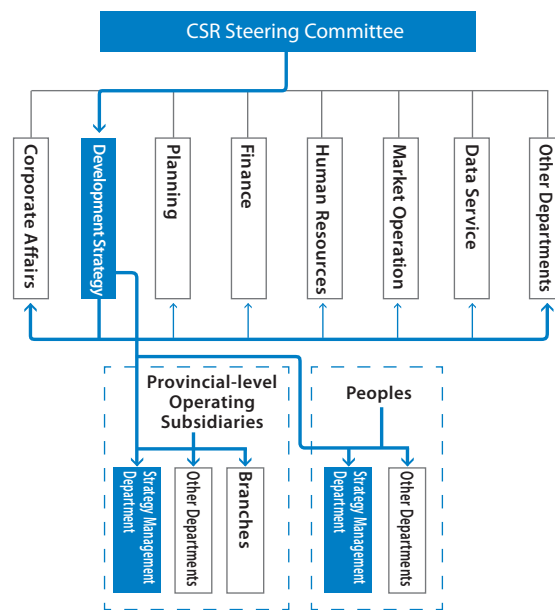 CSR Steering Committee
Corporate Affairs
Development Strategy
Planning
Finance
Human Resources
Market Operation
Data Service
Other Departments
Provincial-level
Operating
Subsidiaries
Peoples
Strategy Management
Department
Other Departments
Branches
Strategy Management
Department
Other Departments